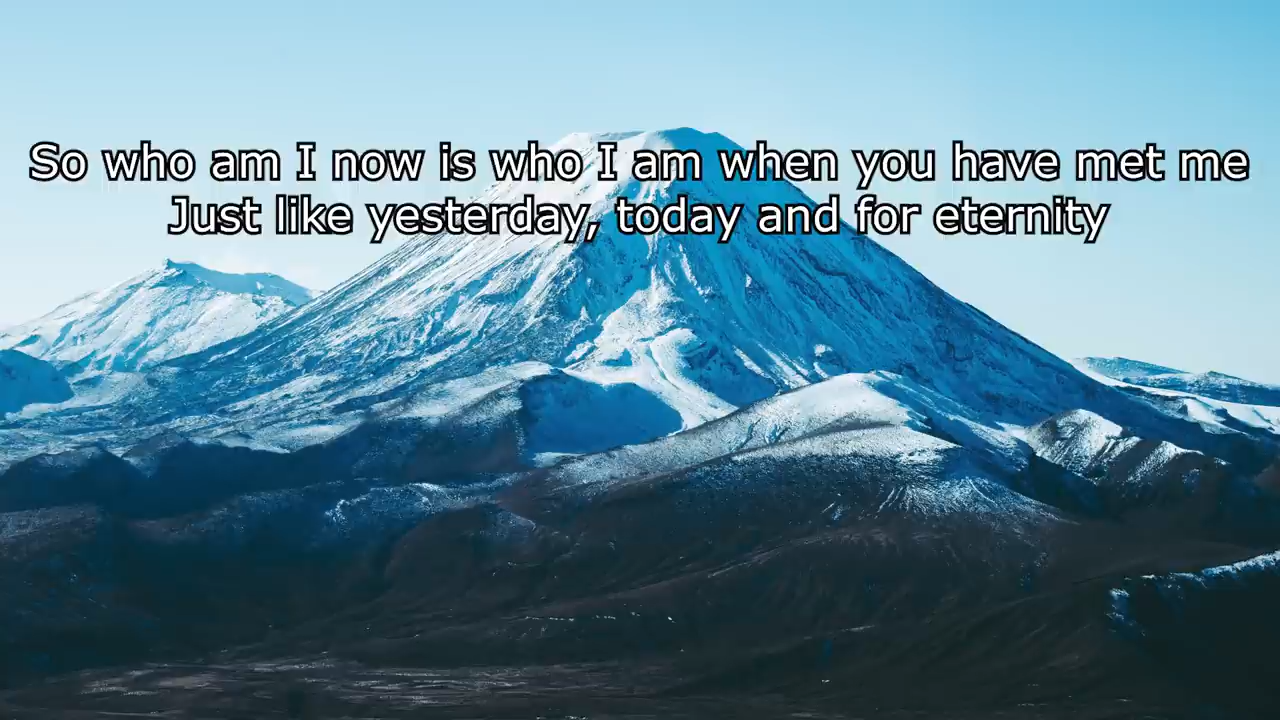 So who am I now is who I am when you have met me
Just like yesterday, today and for eternity